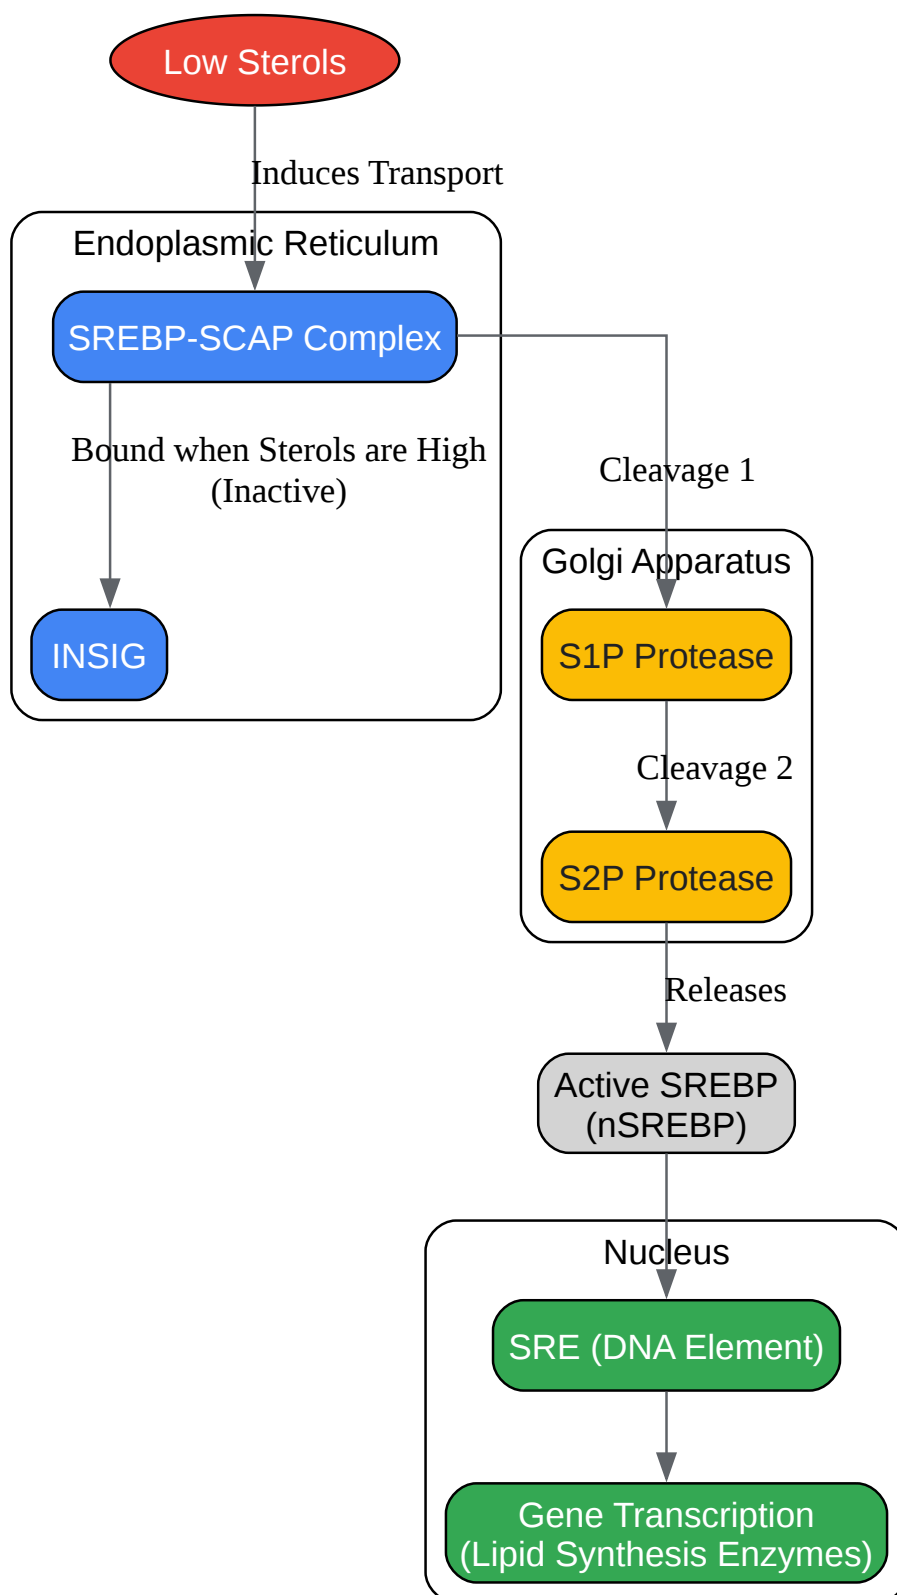 Low Sterols
Induces Transport
Endoplasmic Reticulum
SREBP-SCAP Complex
Bound when Sterols are High
(Inactive)
Cleavage 1
Golgi Apparatus
INSIG
S1P Protease
Cleavage 2
S2P Protease
Releases
Active SREBP
(nSREBP)
Nucleus
SRE (DNA Element)
Gene Transcription
(Lipid Synthesis Enzymes)